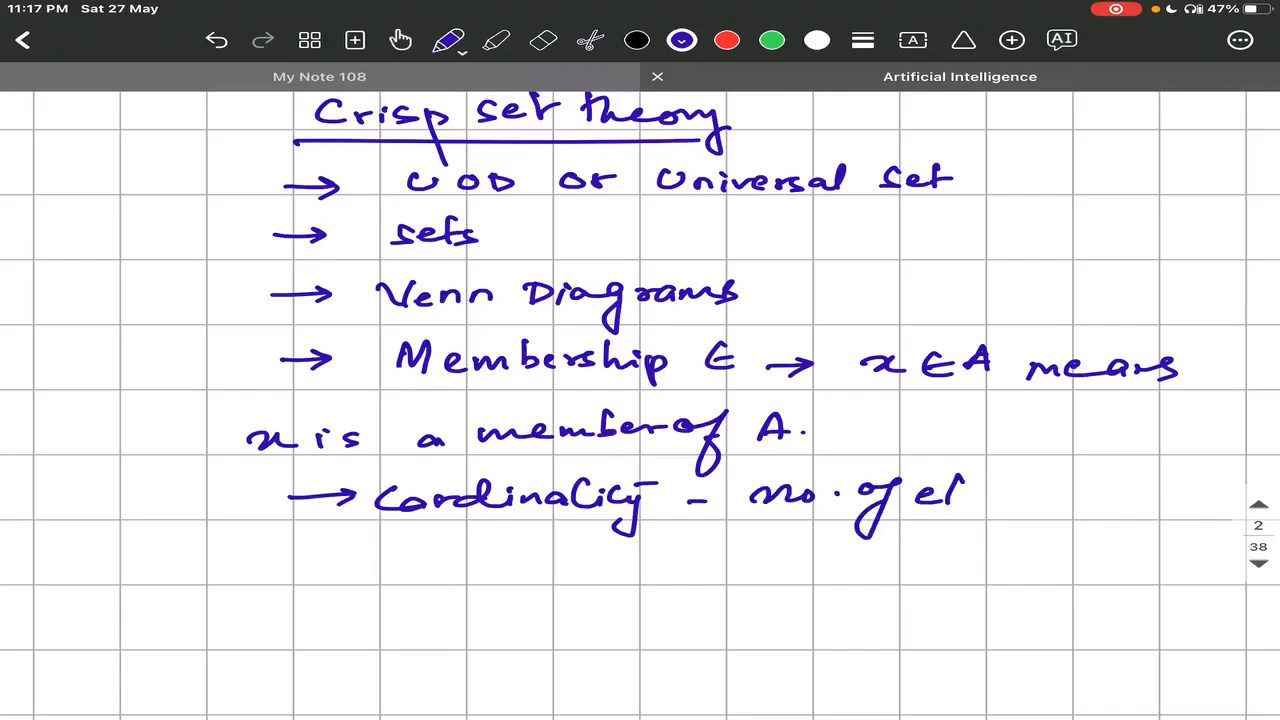 11:17 PM Sat 27 May
47%
My Note 108
Artificial Intelligence
A
AI
Crisp set theory
→ UOD or Universal set
→ sets
→ Venn Diagrams
→ Membership ∈ → x ∈ A means
x is a member of A.
→ Cardinality - no. of el
2
38